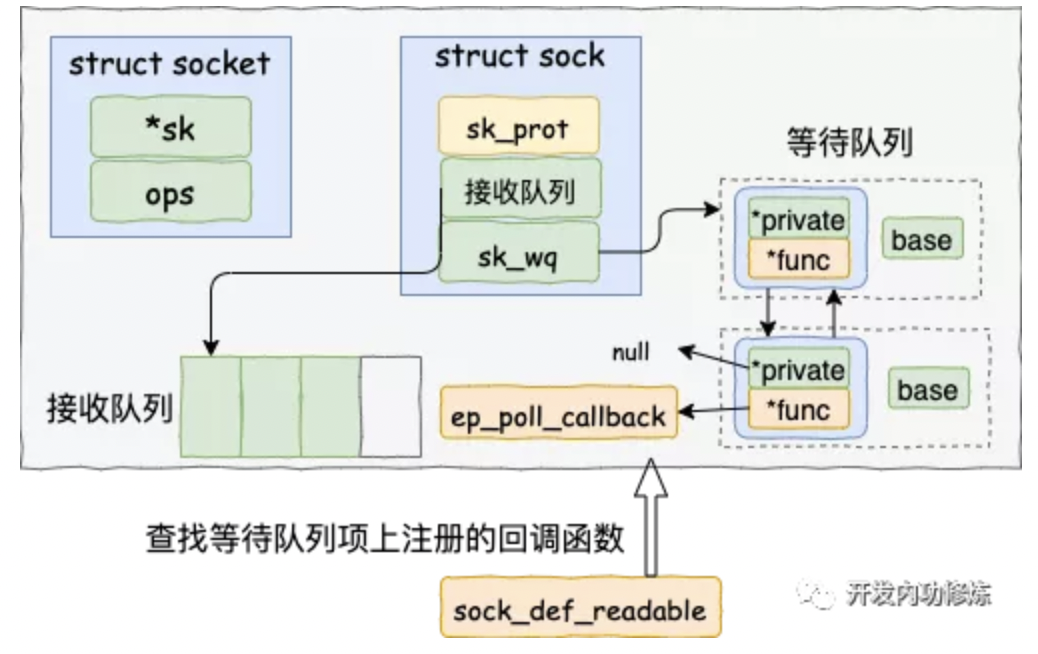 struct socket
*sk
ops
struct sock
sk_prot
接收队列
sk_wq
等待队列
*private
*func
base
null
*private
*func
base
接收队列
ep_poll_callback
查找等待队列项上注册的回调函数
sock_def_readable
开发内功修炼